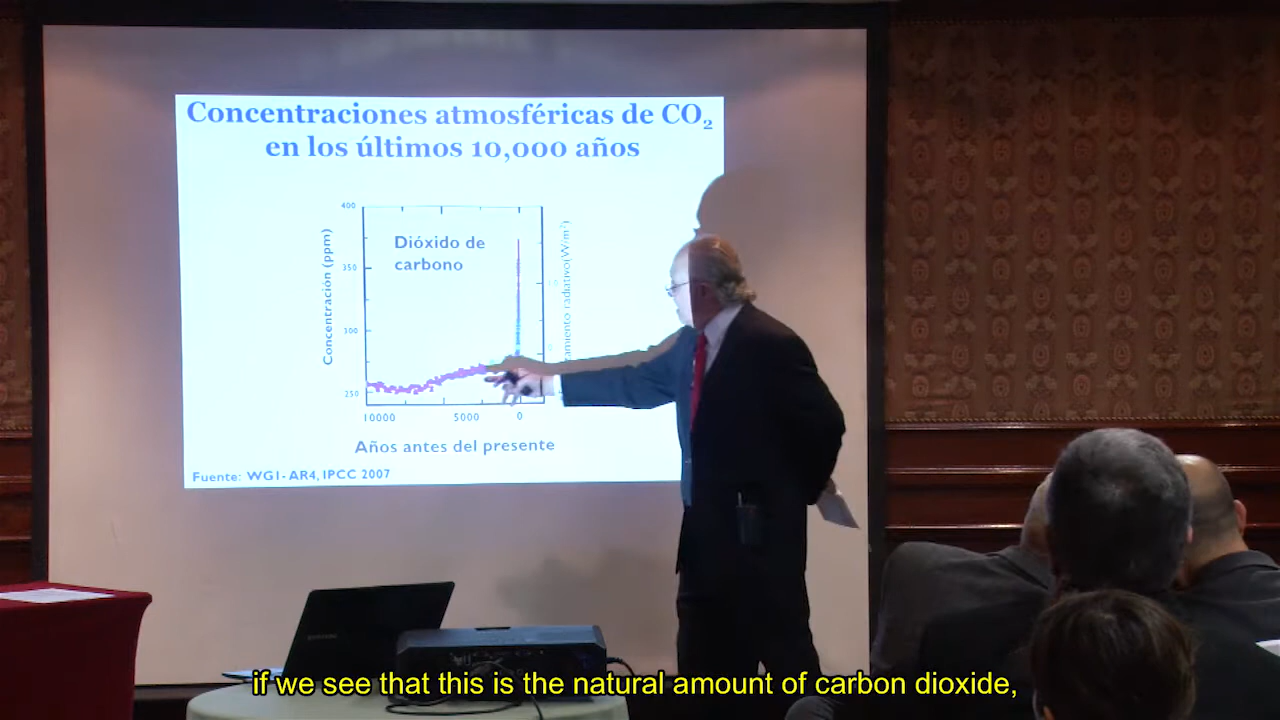 Concentraciones atmosféricas de CO₂
en los últimos 10,000 años
400
350
300
250
Concentración (ppm)
Dióxido de
carbono
10000 5000 0
Años antes del presente
radiativo (W/m²)
Fuente: WG1- AR4, IPCC 2007
if we see that this is the natural amount of carbon dioxide,